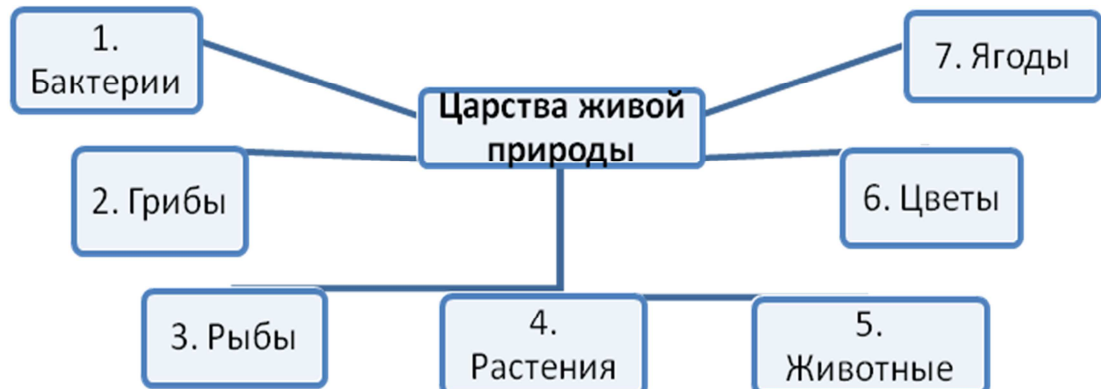 1.
Бактерии
7. Ягоды
Царства живой
природы
2. Грибы
6. Цветы
3. Рыбы
4.
Растения
5.
Животные